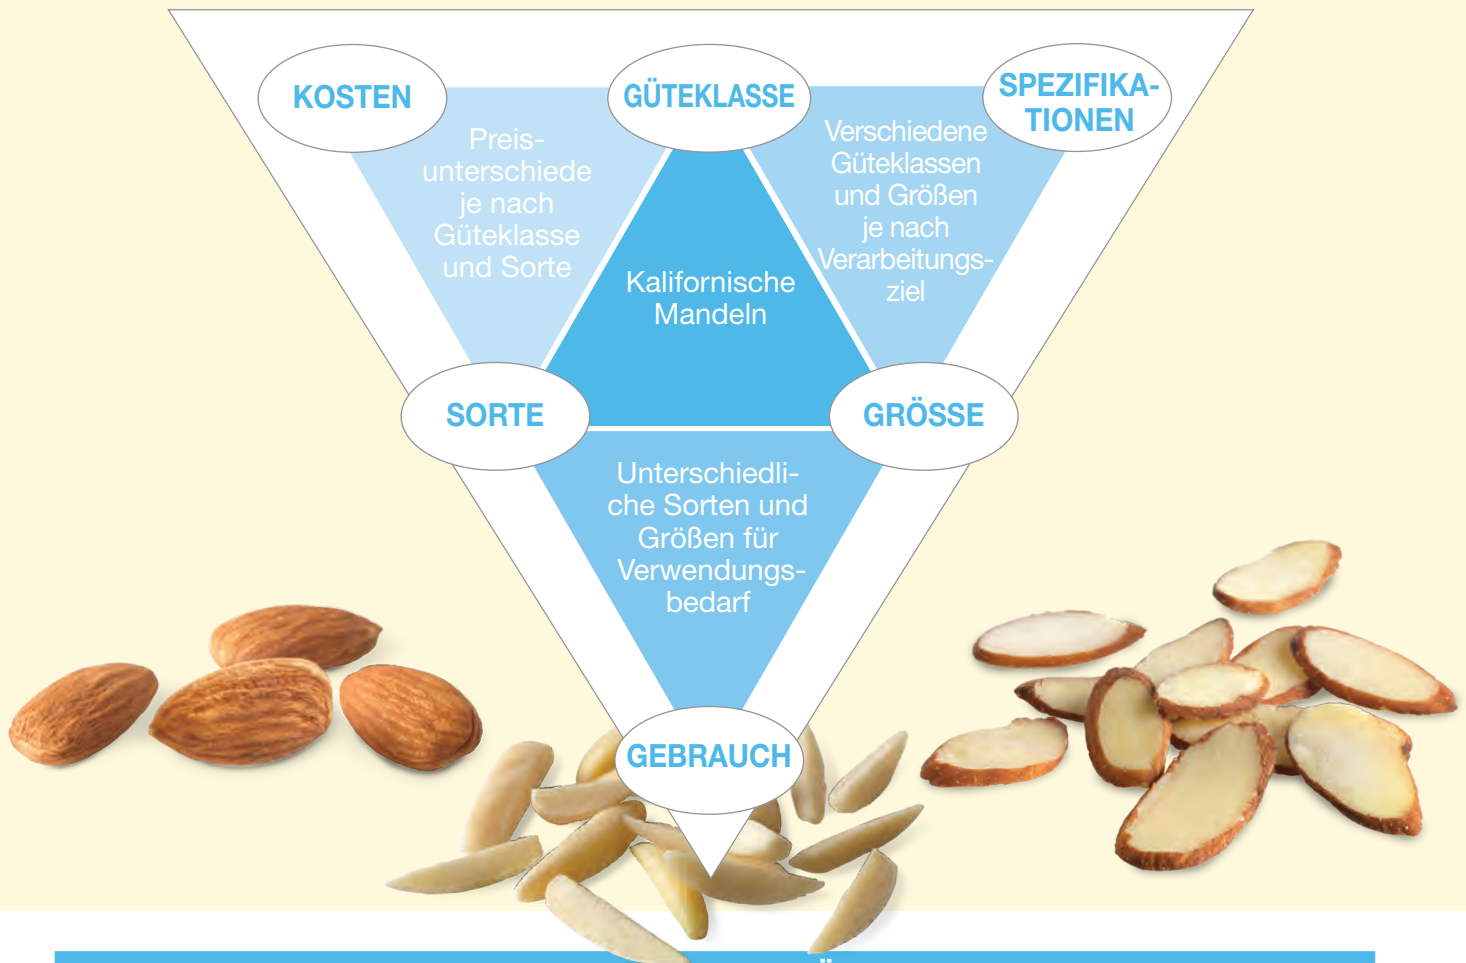 KOSTEN
GÜTEKLASSE
SPEZIFIKA-
TIONEN
Preis-
unterschiede
je nach
Güteklasse
und Sorte
Verschiedene
Güteklassen
und Größen
je nach
Verarbeitungs-
ziel
Kalifornische
Mandeln
SORTE
GRÖSSE
Unterschiedli-
che Sorten und
Größen für
Verwendungs-
bedarf
GEBRAUCH